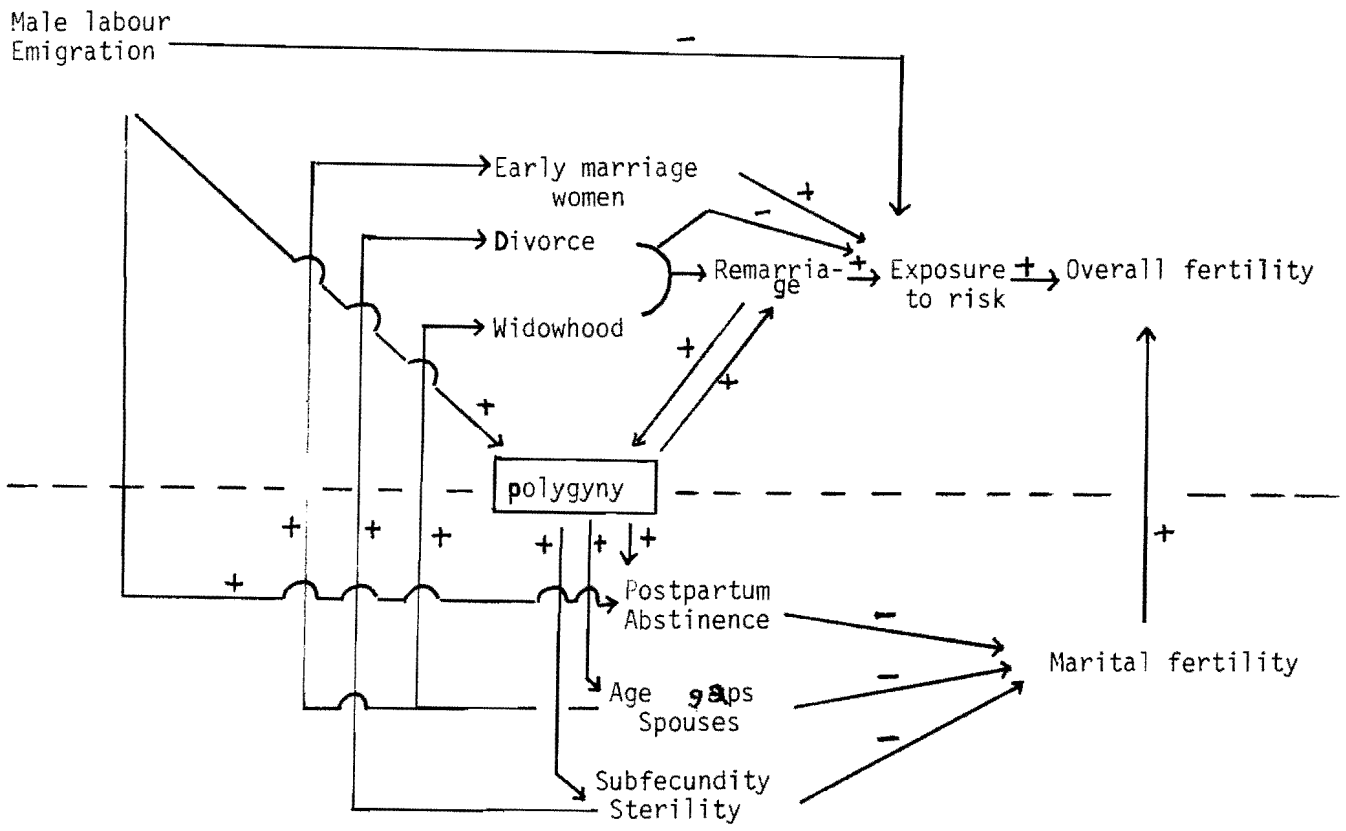 Male labour
Emigration
-
Early marriage
women
+
-
Divorce
Remarria-
ge
+
Exposure
to risk
+
Overall fertility
Widowhood
+
+
+
polygyny
+
+
+
+
+
+
+
+
Postpartum
Abstinence
-
Marital fertility
Age gaps
Spouses
-
-
Subfecundity
Sterility